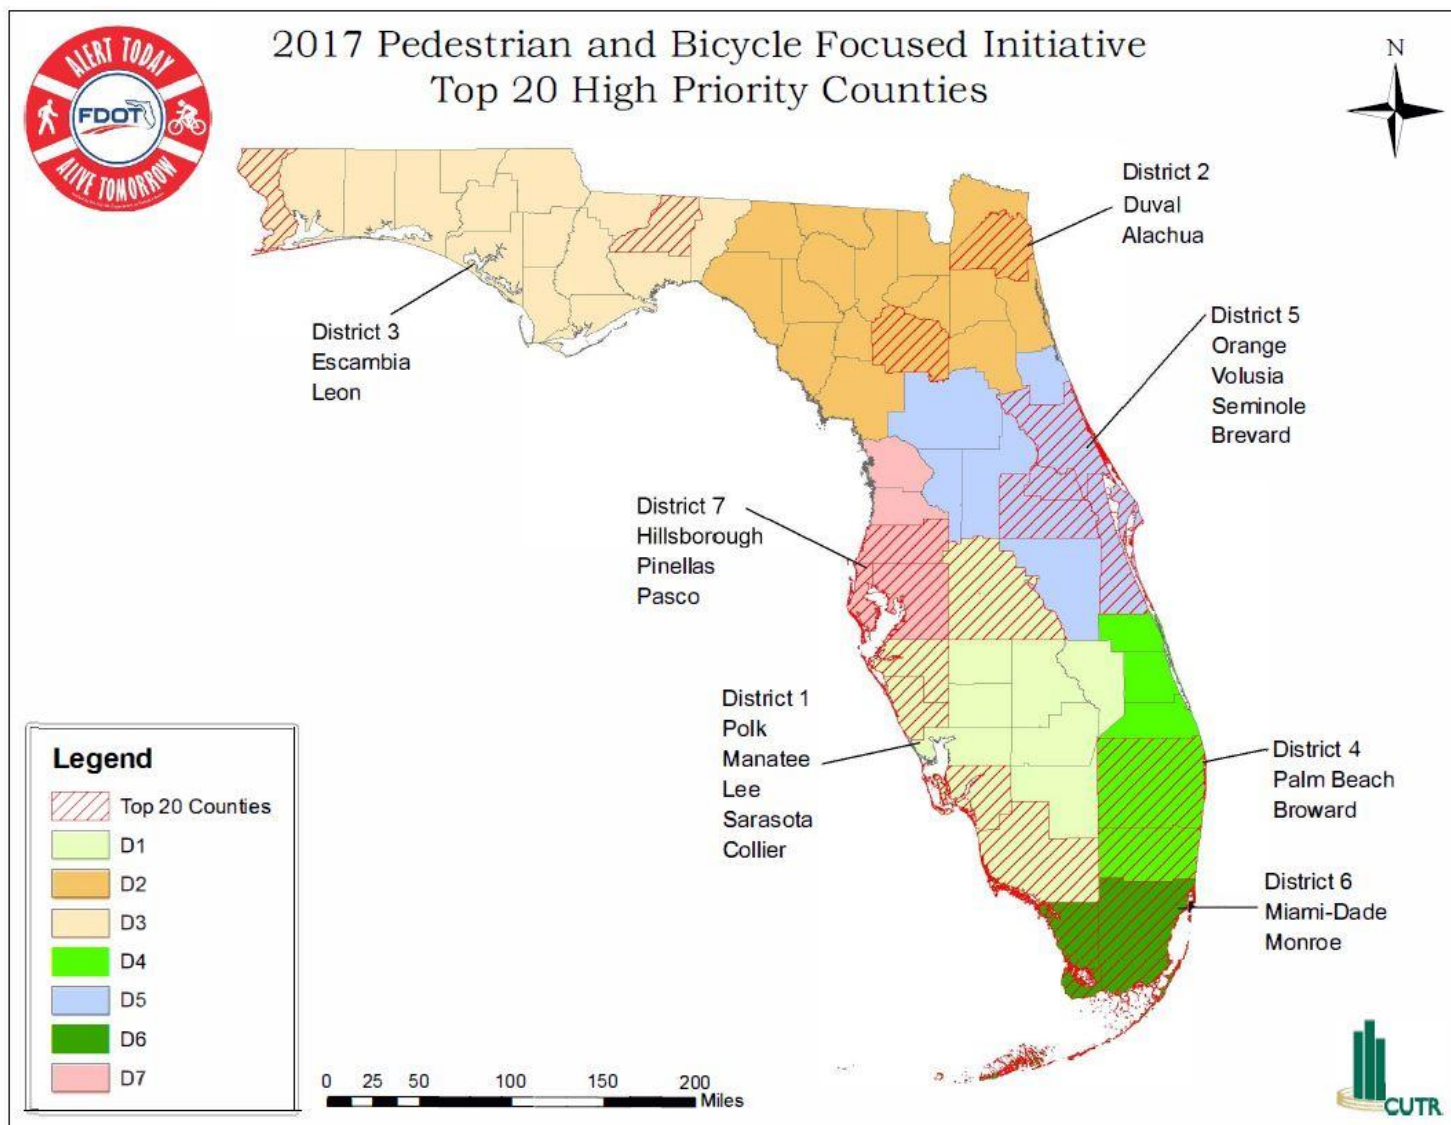 2017 Pedestrian and Bicycle Focused Initiative
Top 20 High Priority Counties
ALERT TODAY
FDOT
ALIVE TOMORROW
N
District 2
Duval
Alachua
District 3
Escambia
Leon
District 5
Orange
Volusia
Seminole
Brevard
District 7
Hillsborough
Pinellas
Pasco
District 1
Polk
Manatee
Lee
Sarasota
Collier
District 4
Palm Beach
Broward
District 6
Miami-Dade
Monroe
Legend
Top 20 Counties
D1
D2
D3
D4
D5
D6
D7
0 25 50 100 150 200
Miles
CUTR